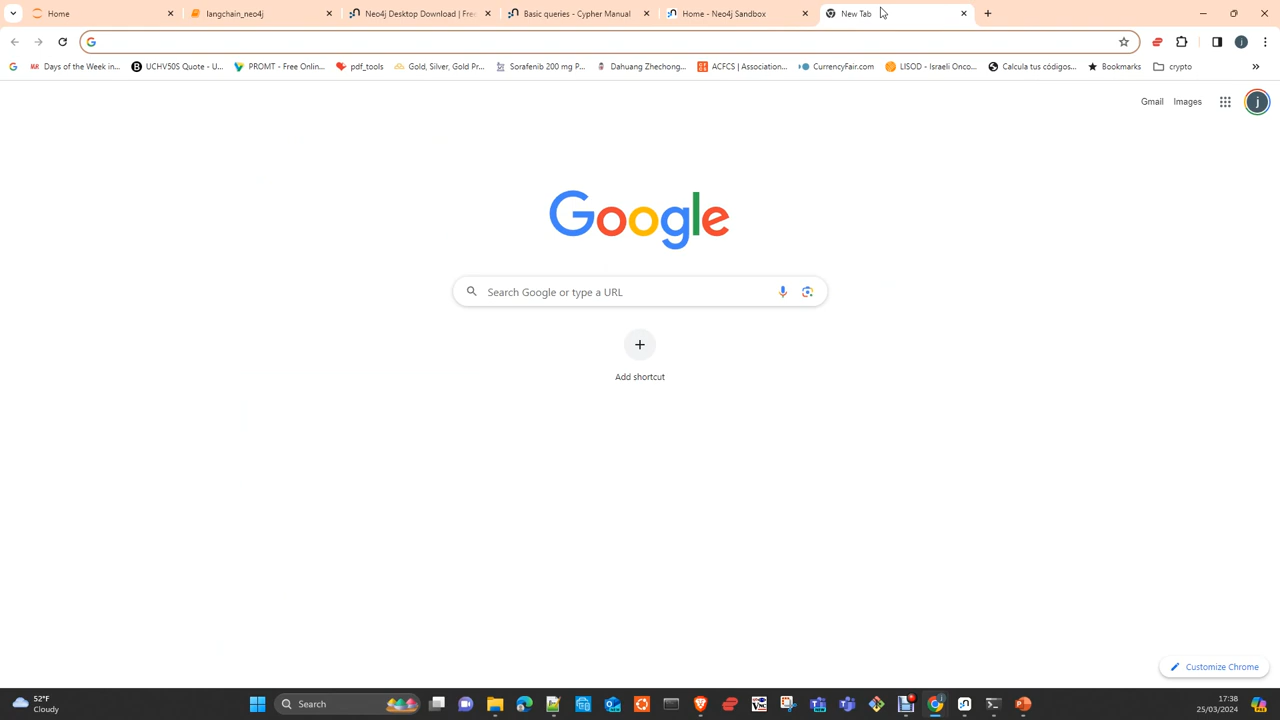 Home
langchain_neo4j
Neo4j Desktop Download | Free
Basic queries - Cypher Manual
Home - Neo4j Sandbox
New Tab
Days of the Week in...
UCHV50S Quote - U...
PROMT - Free Onlin...
pdf_tools
Gold, Silver, Gold Pr...
Sorafenib 200 mg P...
Dahuang Zhechong...
ACFCS | Association...
CurrencyFair.com
LISOD - Israeli Onco...
Calcula tus códigos...
Bookmarks
crypto
»
Gmail
Images
j
Google
Search Google or type a URL
Add shortcut
Customize Chrome
52°F
Cloudy
Search
17:38
25/03/2024